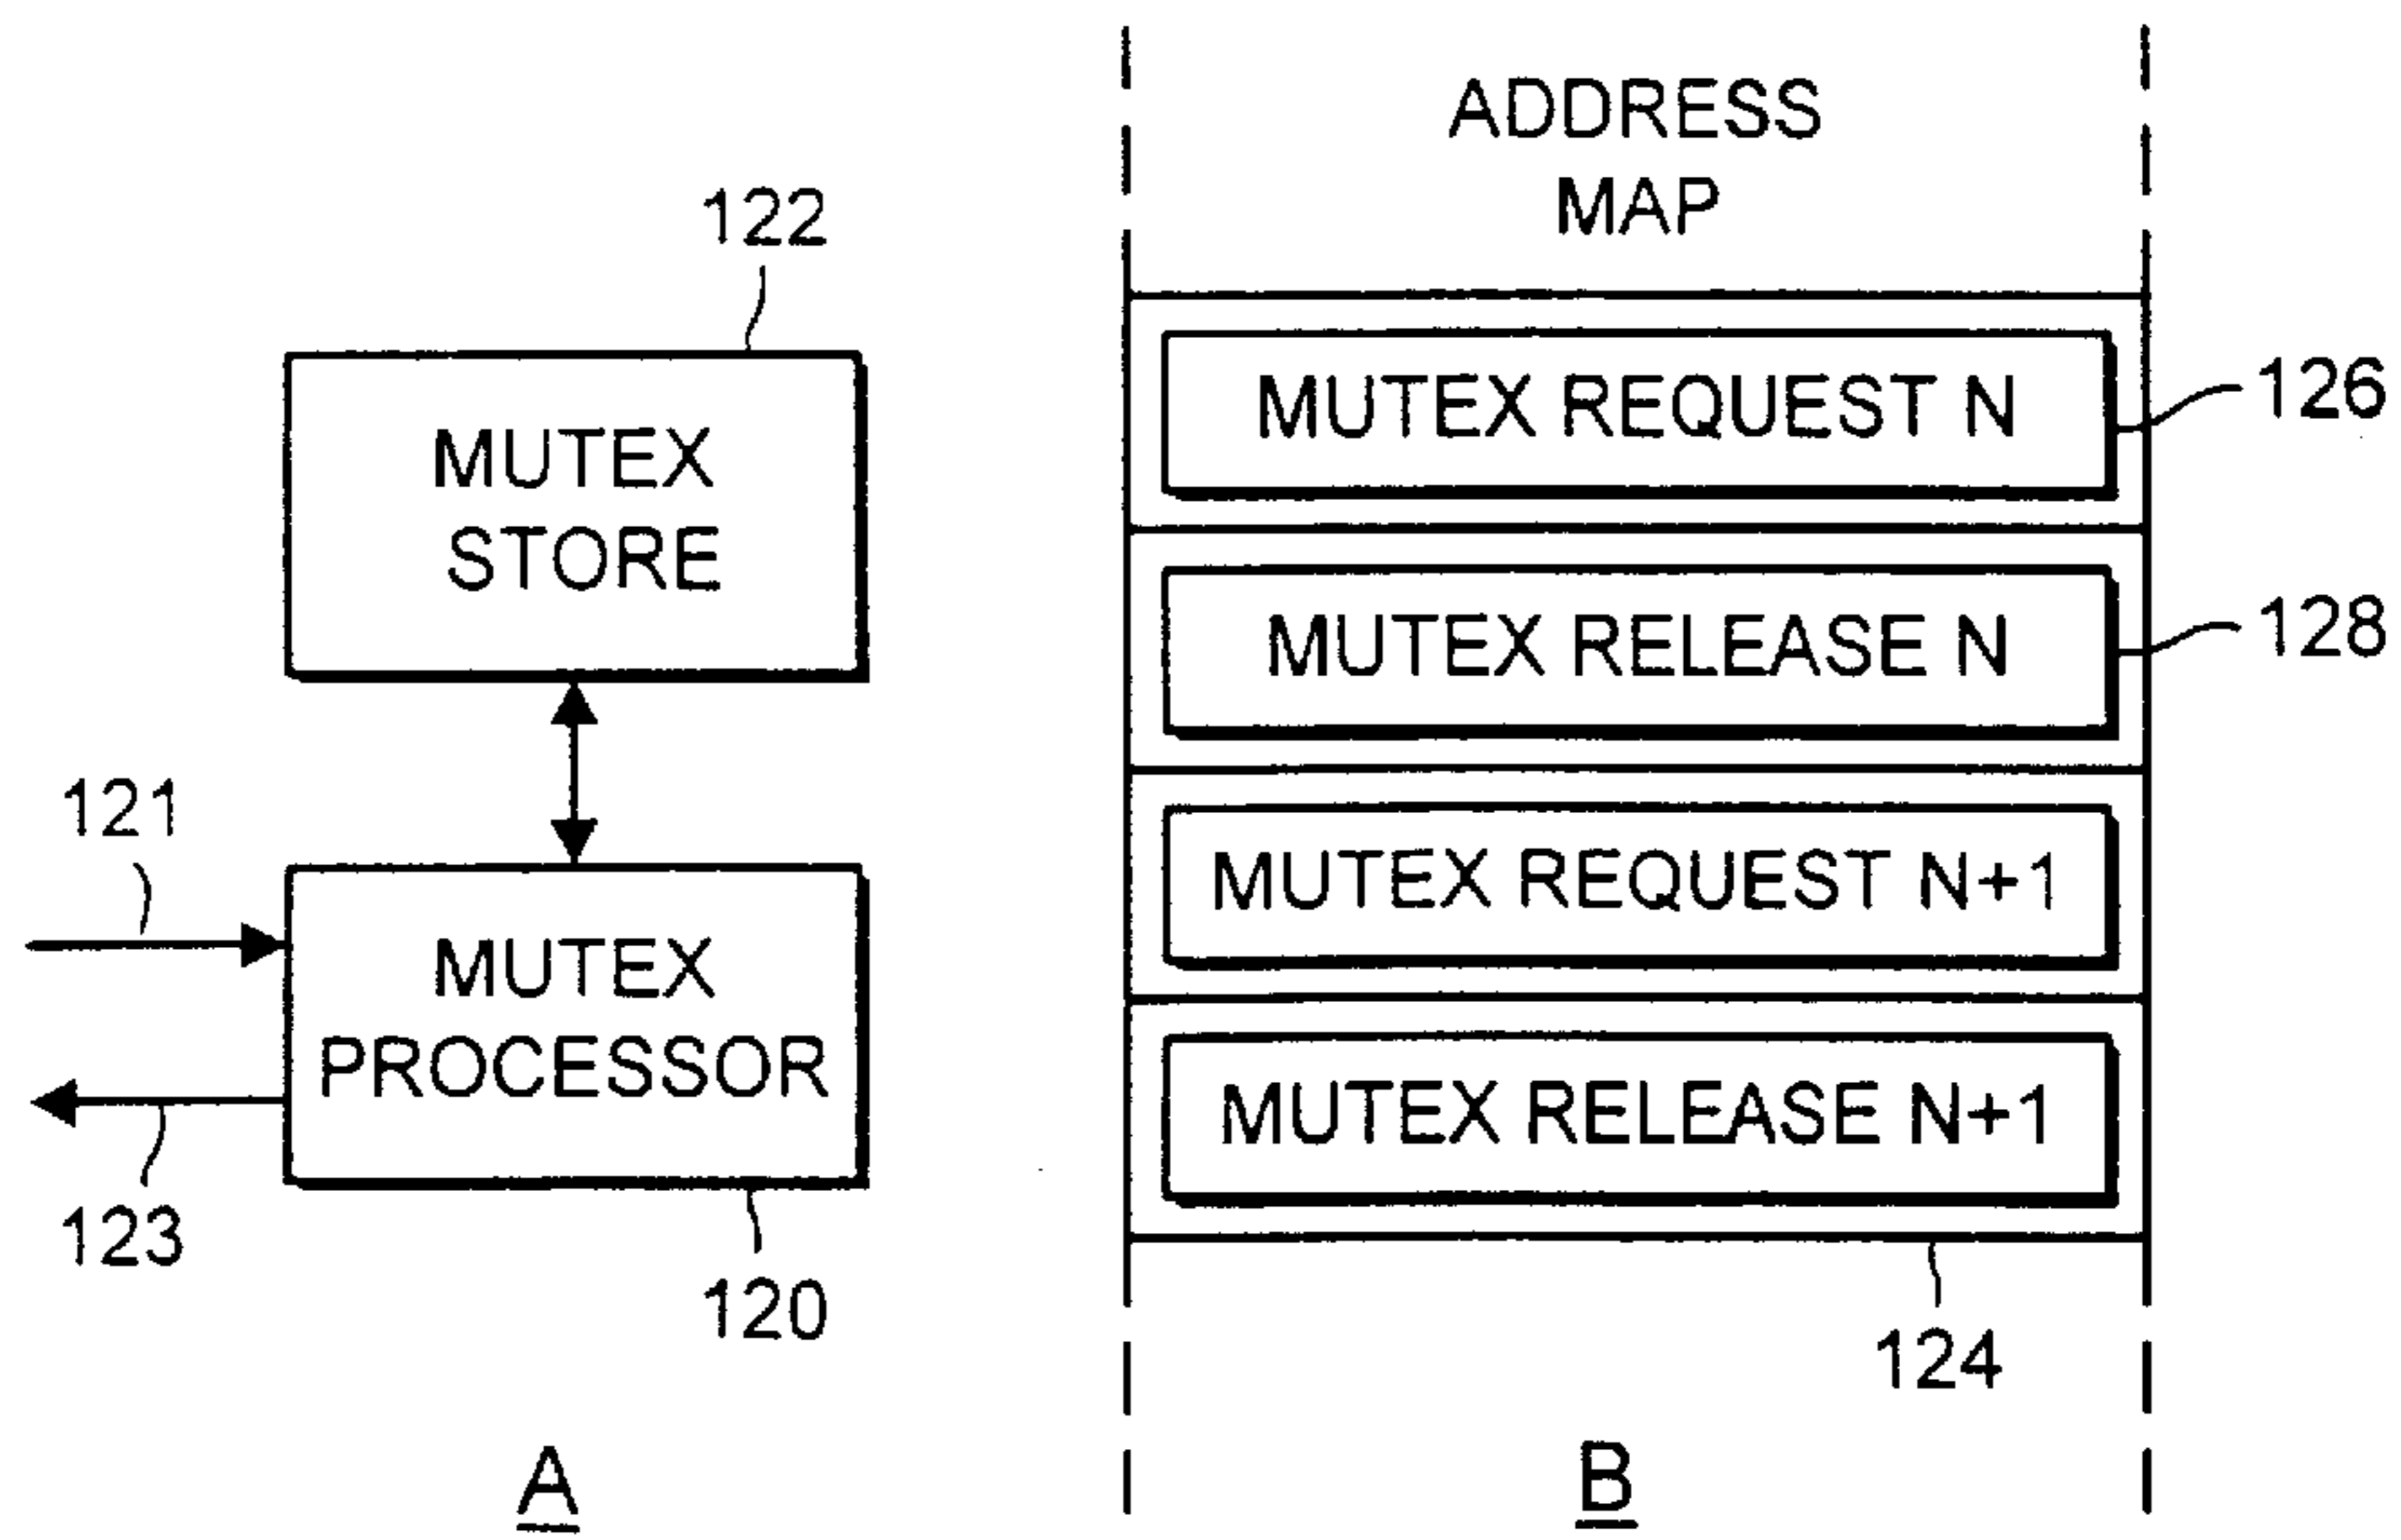 122
MUTEX
STORE
121
MUTEX
PROCESSOR
123
120
A
ADDRESS
MAP
MUTEX REQUEST N
126
MUTEX RELEASE N
128
MUTEX REQUEST N+1
MUTEX RELEASE N+1
124
B